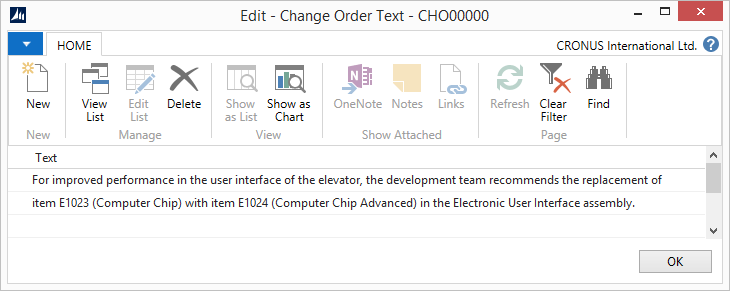 Edit - Change Order Text - CHO00000
HOME
CRONUS International Ltd.
New
View List
Edit List
Delete
Show as List
Show as Chart
OneNote
Notes
Links
Refresh
Clear Filter
Find
New
Manage
View
Show Attached
Page
Text
For improved performance in the user interface of the elevator, the development team recommends the replacement of
item E1023 (Computer Chip) with item E1024 (Computer Chip Advanced) in the Electronic User Interface assembly.
OK